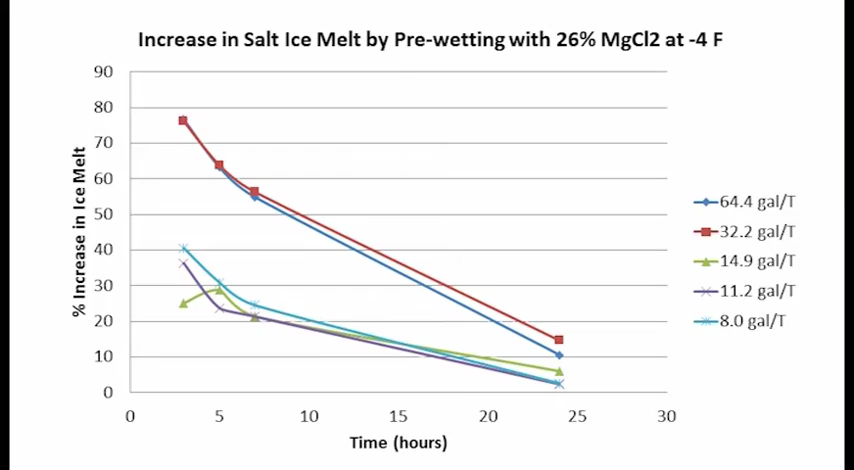 Increase in Salt Ice Melt by Pre-wetting with 26% MgCl2 at -4 F
90
80
70
60
50
40
30
20
10
0
% Increase in Ice Melt
0 5 10 15 20 25 30
Time (hours)
64.4 gal/T
32.2 gal/T
14.9 gal/T
11.2 gal/T
8.0 gal/T